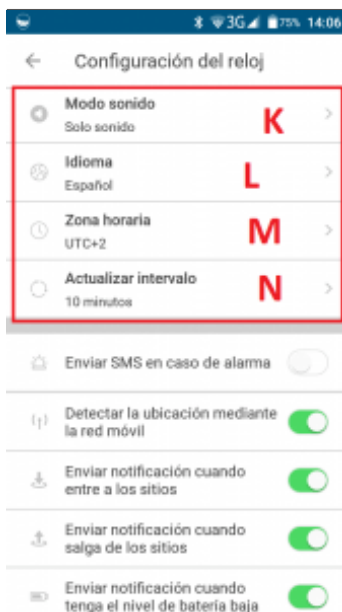 3G 75% 14:06
Configuración del reloj
Modo sonido
Solo sonido
K
Idioma
Español
L
Zona horaria
UTC+2
M
Actualizar intervalo
10 minutos
N
Enviar SMS en caso de alarma
Detectar la ubicación mediante
la red móvil
Enviar notificación cuando
entre a los sitios
Enviar notificación cuando
salga de los sitios
Enviar notificación cuando
tenga el nivel de batería baja